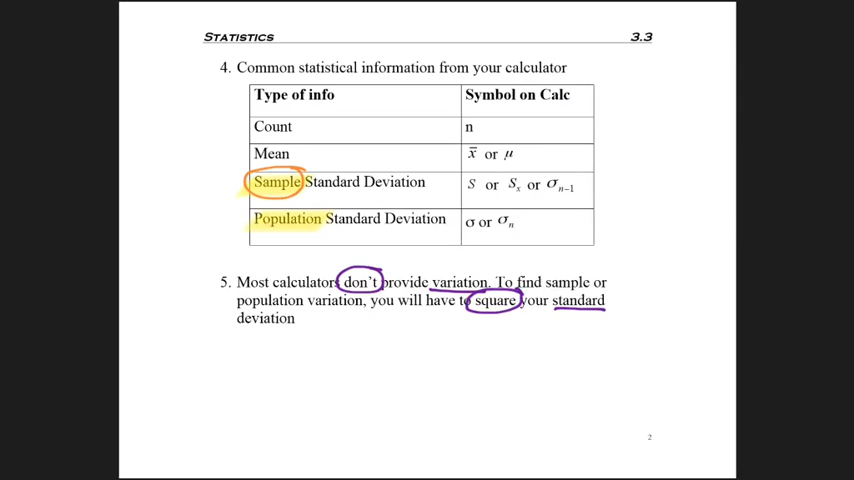 STATISTICS 3.3
4. Common statistical information from your calculator
Type of info Symbol on Calc
Count n
Mean x̅ or μ
Sample Standard Deviation S or Sₓ or σₙ₋₁
Population Standard Deviation σ or σₙ
5. Most calculators don't provide variation. To find sample or
population variation, you will have to square your standard
deviation
2